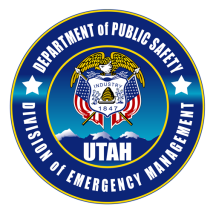 DEPARTMENT of PUBLIC SAFETY
INDUSTRY
1847
UTAH
DIVISION of EMERGENCY MANAGEMENT